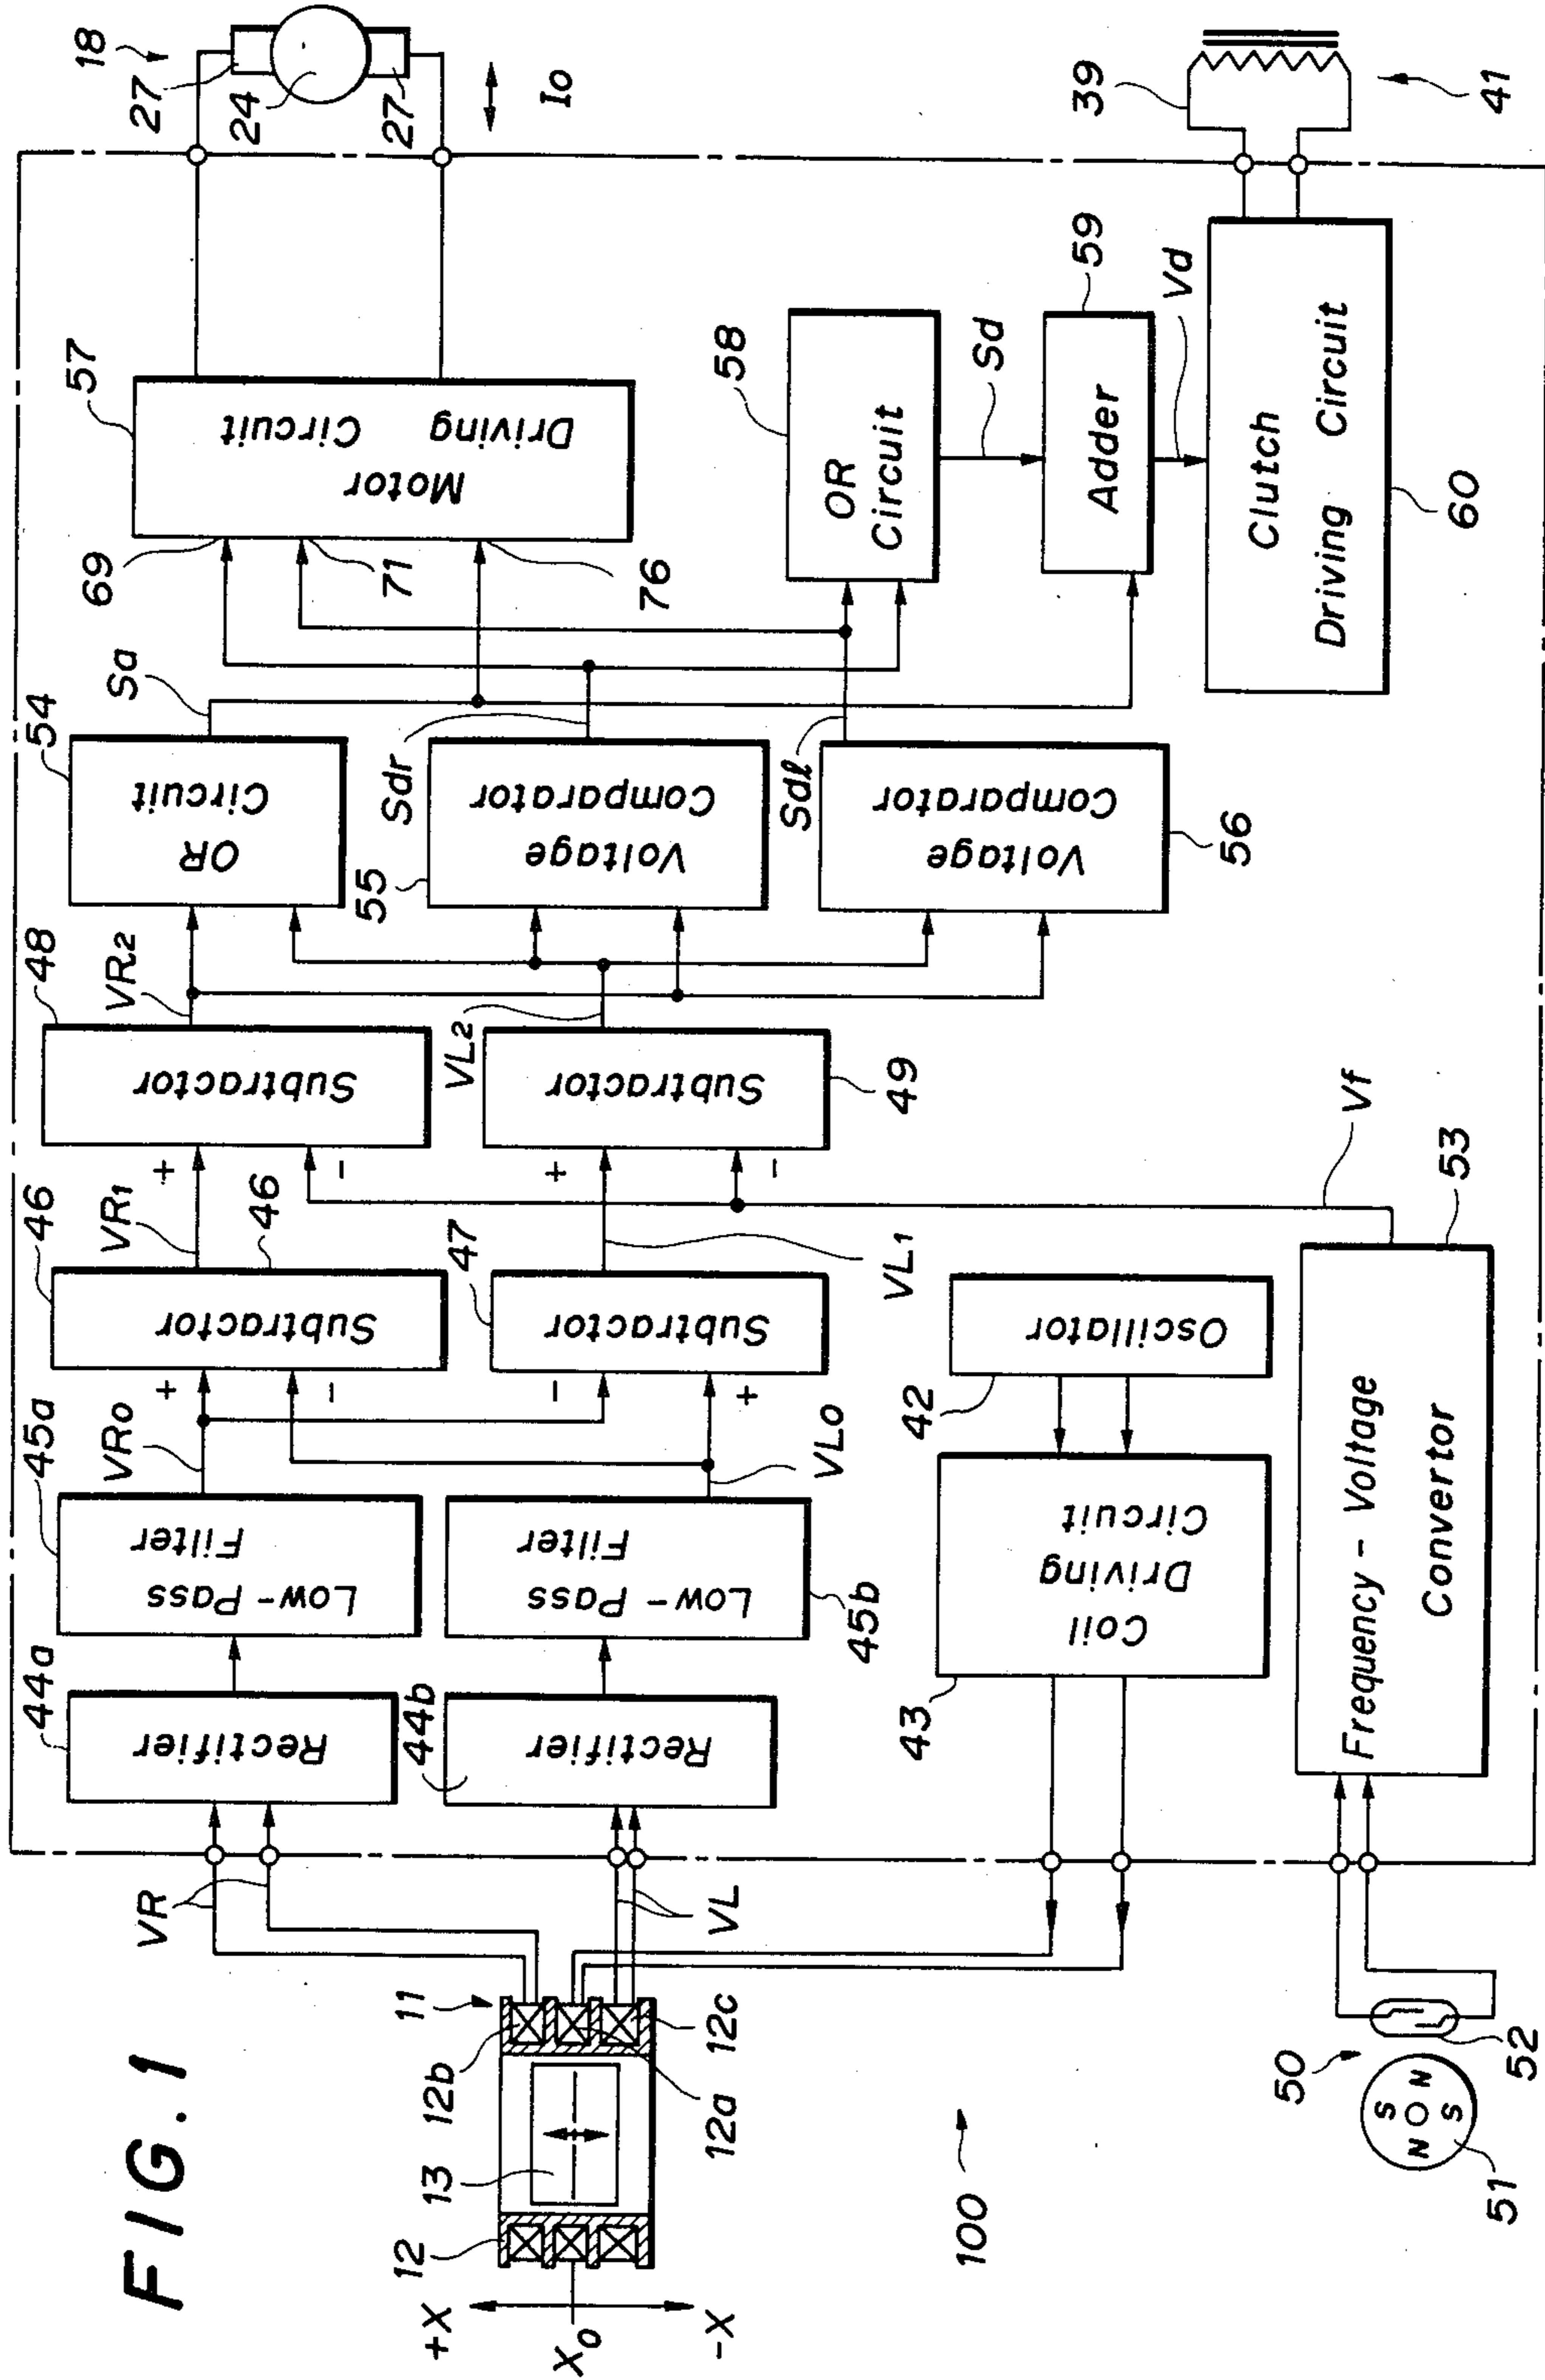 FIG. 1
100
+X
X0
-X
12
13
11
12b
12a
12c
VR
VL
44a
Rectifier
44b
Rectifier
45a
Low-Pass
Filter
45b
Low-Pass
Filter
VRo
VLo
46
+
-
Subtractor
46
47
-
+
Subtractor
VR1
VL1
48
+
-
Subtractor
49
+
-
Subtractor
VR2
VL2
54
OR
Circuit
Sa
55
Voltage
Comparator
Sdr
56
Voltage
Comparator
Sdl
57
Motor
Driving
Circuit
69
71
76
18
27
24
27
Io
58
OR
Circuit
Sd
59
Adder
Vd
Clutch
Driving Circuit
60
39
41
42
Oscillator
43
Coil
Driving
Circuit
50
51
52
S
N
N
S
53
Frequency - Voltage
Convertor
Vf